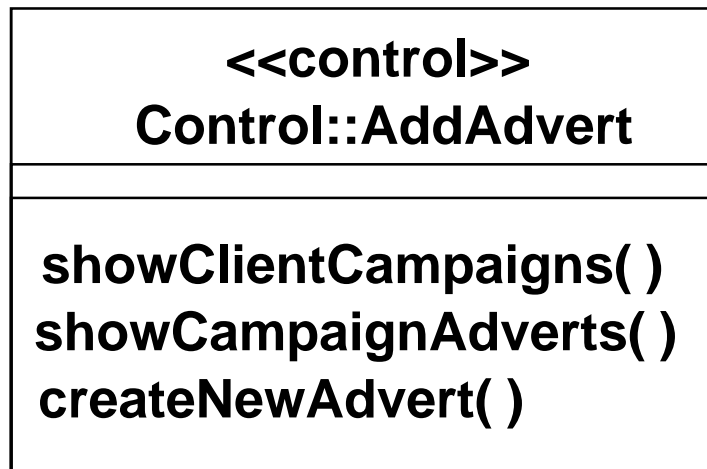 <<control>>
Control::AddAdvert
showClientCampaigns( )
showCampaignAdverts( )
createNewAdvert( )